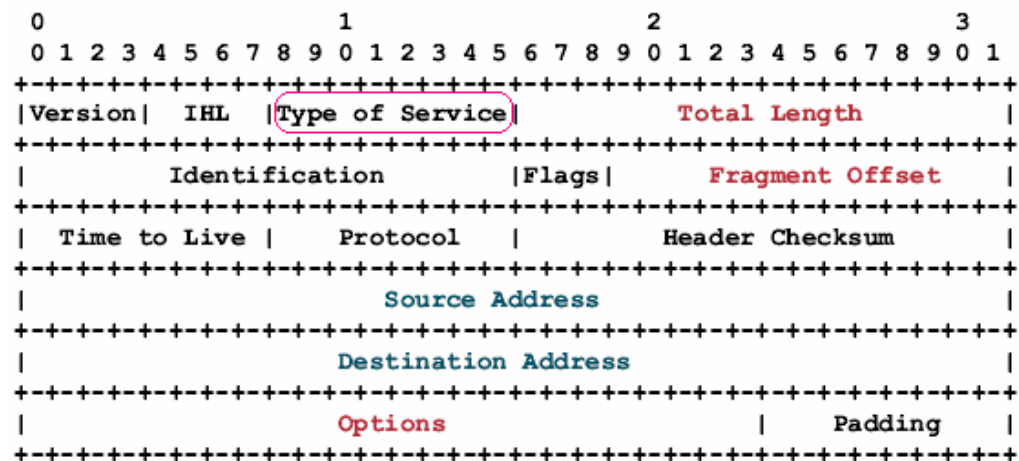 0                   1                   2                   3
0 1 2 3 4 5 6 7 8 9 0 1 2 3 4 5 6 7 8 9 0 1 2 3 4 5 6 7 8 9 0 1
+-+-+-+-+-+-+-+-+-+-+-+-+-+-+-+-+-+-+-+-+-+-+-+-+-+-+-+-+-+-+-+-+
|Version|  IHL  |Type of Service|          Total Length         |
+-+-+-+-+-+-+-+-+-+-+-+-+-+-+-+-+-+-+-+-+-+-+-+-+-+-+-+-+-+-+-+-+
|         Identification        |Flags|      Fragment Offset    |
+-+-+-+-+-+-+-+-+-+-+-+-+-+-+-+-+-+-+-+-+-+-+-+-+-+-+-+-+-+-+-+-+
|  Time to Live |    Protocol   |         Header Checksum       |
+-+-+-+-+-+-+-+-+-+-+-+-+-+-+-+-+-+-+-+-+-+-+-+-+-+-+-+-+-+-+-+-+
|                       Source Address                          |
+-+-+-+-+-+-+-+-+-+-+-+-+-+-+-+-+-+-+-+-+-+-+-+-+-+-+-+-+-+-+-+-+
|                    Destination Address                        |
+-+-+-+-+-+-+-+-+-+-+-+-+-+-+-+-+-+-+-+-+-+-+-+-+-+-+-+-+-+-+-+-+
|                    Options                    |    Padding    |
+-+-+-+-+-+-+-+-+-+-+-+-+-+-+-+-+-+-+-+-+-+-+-+-+-+-+-+-+-+-+-+-+